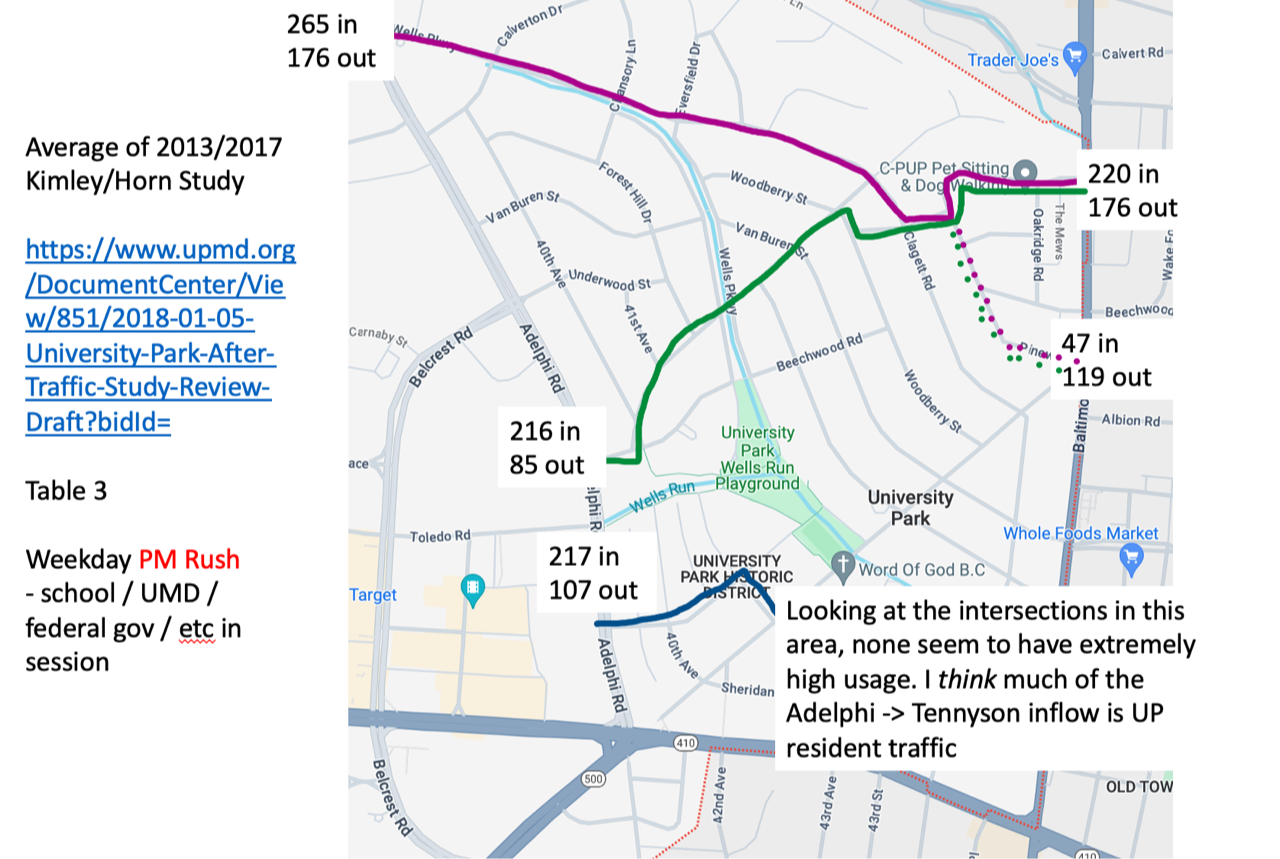 265 in
176 out
Average of 2013/2017
Kimley/Horn Study
https://www.upmd.org
/DocumentCenter/Vie
w/851/2018-01-05-
University-Park-After-
Traffic-Study-Review-
Draft?bidId=
Table 3
Weekday PM Rush
- school / UMD /
federal gov / etc in
session
Calverton Dr
Eversfield Dr
Ln
Trader Joe's
Calvert Rd
C-PUP Pet Sitting
& Dog Walking
220 in
176 out
Forest Hill Dr
Woodberry St
Van Buren St
Van Buren St
40th Ave
Underwood St
41st Ave
Wells Pkwy
Clagett Rd
Oakridge Rd
The Mews
Beechwood
Carnaby St
Belcrest Rd
Adelphi Rd
Beechwood Rd
Woodberry St
47 in
119 out
Albion Rd
216 in
85 out
University
Park
Wells Run
Playground
ace
Wells Run
University
Park
Toledo Rd
Whole Foods Market
217 in
107 out
UNIVERSITY
PARK HISTORIC
DISTRICT
Word Of God B.C
Target
Adelphi Rd
40th Ave
Sheridan
Looking at the intersections in this
area, none seem to have extremely
high usage. I think much of the
Adelphi -> Tennyson inflow is UP
resident traffic
410
500
Belcrest Rd
42nd Ave
43rd Ave
43rd St
OLD TOW
410